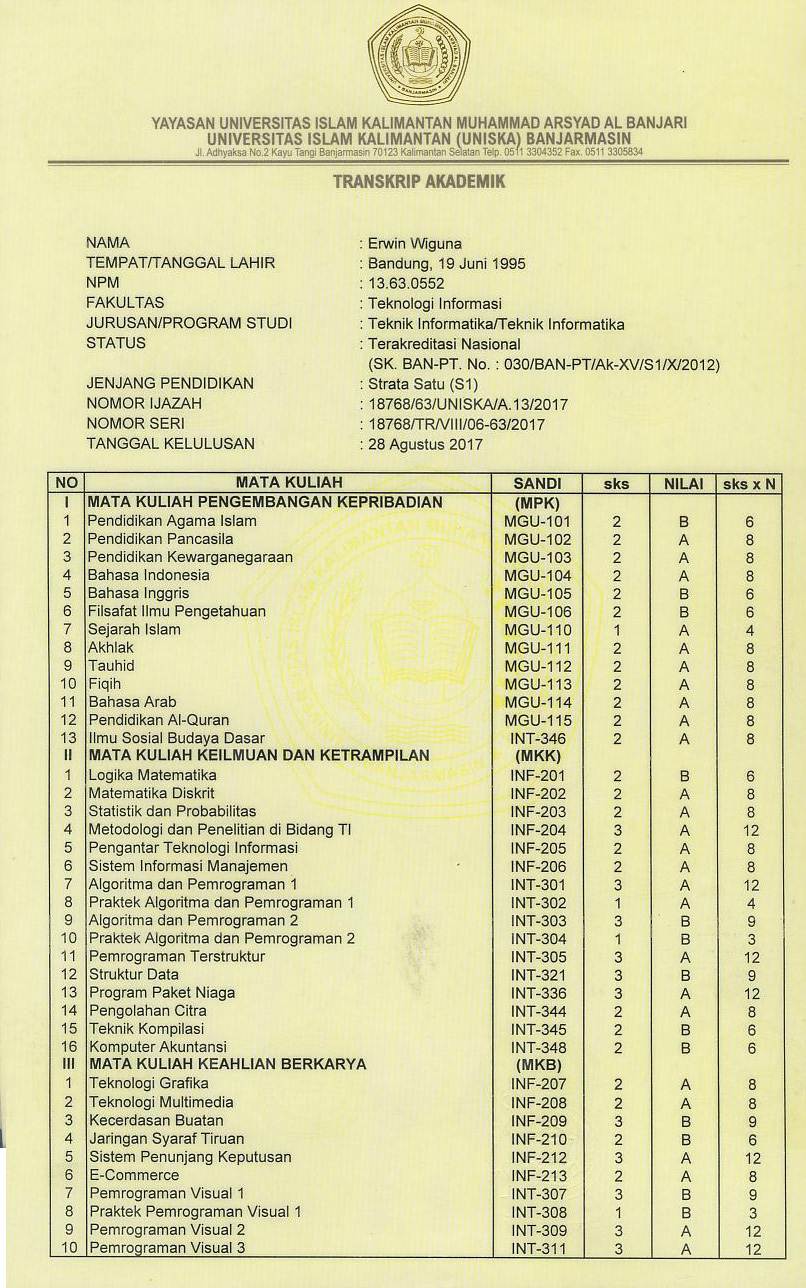 YAYASAN UNIVERSITAS ISLAM KALIMANTAN MUHAMMAD ARSYAD AL BANJARI
UNIVERSITAS ISLAM KALIMANTAN (UNISKA) BANJARMASIN
Jl. Adhyaksa No.2 Kayu Tangi Banjarmasin 70123 Kalimantan Selatan Telp. 0511 3304352 Fax. 0511 3305834
TRANSKRIP AKADEMIK
NAMA : Erwin Wiguna
TEMPAT/TANGGAL LAHIR : Bandung, 19 Juni 1995
NPM : 13.63.0552
FAKULTAS : Teknologi Informasi
JURUSAN/PROGRAM STUDI : Teknik Informatika/Teknik Informatika
STATUS : Terakreditasi Nasional
(SK. BAN-PT. No. : 030/BAN-PT/Ak-XV/S1/X/2012)
JENJANG PENDIDIKAN : Strata Satu (S1)
NOMOR IJAZAH : 18768/63/UNISKA/A.13/2017
NOMOR SERI : 18768/TR/VIII/06-63/2017
TANGGAL KELULUSAN : 28 Agustus 2017
NO MATA KULIAH SANDI sks NILAI sks x N
I MATA KULIAH PENGEMBANGAN KEPRIBADIAN (MPK)
1 Pendidikan Agama Islam MGU-101 2 B 6
2 Pendidikan Pancasila MGU-102 2 A 8
3 Pendidikan Kewarganegaraan MGU-103 2 A 8
4 Bahasa Indonesia MGU-104 2 A 8
5 Bahasa Inggris MGU-105 2 B 6
6 Filsafat Ilmu Pengetahuan MGU-106 2 B 6
7 Sejarah Islam MGU-110 1 A 4
8 Akhlak MGU-111 2 A 8
9 Tauhid MGU-112 2 A 8
10 Fiqih MGU-113 2 A 8
11 Bahasa Arab MGU-114 2 A 8
12 Pendidikan Al-Quran MGU-115 2 A 8
13 Ilmu Sosial Budaya Dasar INT-346 2 A 8
II MATA KULIAH KEILMUAN DAN KETRAMPILAN (MKK)
1 Logika Matematika INF-201 2 B 6
2 Matematika Diskrit INF-202 2 A 8
3 Statistik dan Probabilitas INF-203 2 A 8
4 Metodologi dan Penelitian di Bidang TI INF-204 3 A 12
5 Pengantar Teknologi Informasi INF-205 2 A 8
6 Sistem Informasi Manajemen INF-206 2 A 8
7 Algoritma dan Pemrograman 1 INT-301 3 A 12
8 Praktek Algoritma dan Pemrograman 1 INT-302 1 A 4
9 Algoritma dan Pemrograman 2 INT-303 3 B 9
10 Praktek Algoritma dan Pemrograman 2 INT-304 1 B 3
11 Pemrograman Terstruktur INT-305 3 A 12
12 Struktur Data INT-321 3 B 9
13 Program Paket Niaga INT-336 3 A 12
14 Pengolahan Citra INT-344 2 A 8
15 Teknik Kompilasi INT-345 2 B 6
16 Komputer Akuntansi INT-348 2 B 6
III MATA KULIAH KEAHLIAN BERKARYA (MKB)
1 Teknologi Grafika INF-207 2 A 8
2 Teknologi Multimedia INF-208 2 A 8
3 Kecerdasan Buatan INF-209 3 B 9
4 Jaringan Syaraf Tiruan INF-210 2 B 6
5 Sistem Penunjang Keputusan INF-212 3 A 12
6 E-Commerce INF-213 2 A 8
7 Pemrograman Visual 1 INT-307 3 B 9
8 Praktek Pemrograman Visual 1 INT-308 1 B 3
9 Pemrograman Visual 2 INT-309 3 A 12
10 Pemrograman Visual 3 INT-311 3 A 12